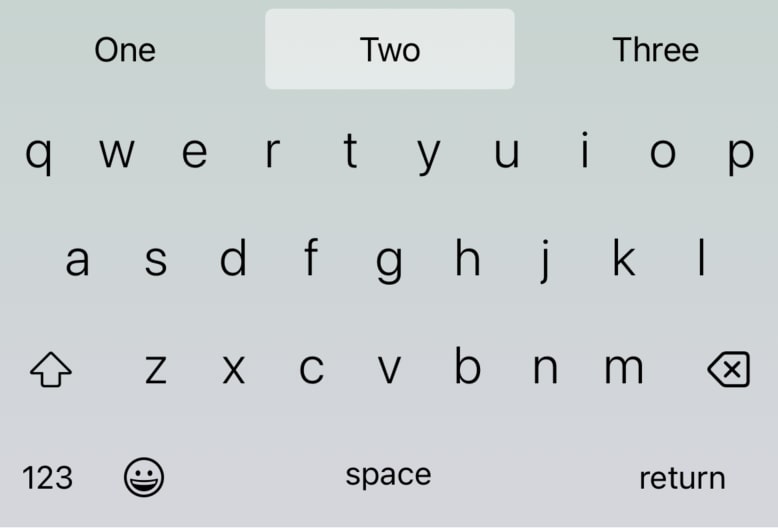 One Two Three
q w e r t y u i o p
a s d f g h j k l
z x c v b n m
123 space return